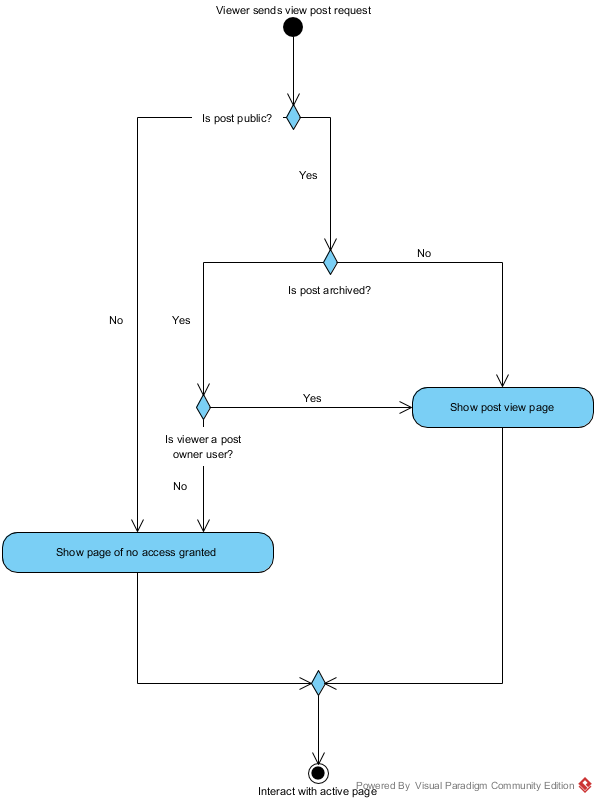 Viewer sends view post request
Is post public?
Yes
No
Is post archived?
No
Yes
Yes
Show post view page
Is viewer a post
owner user?
No
Show page of no access granted
Powered By Visual Paradigm Community Edition
Interact with active page